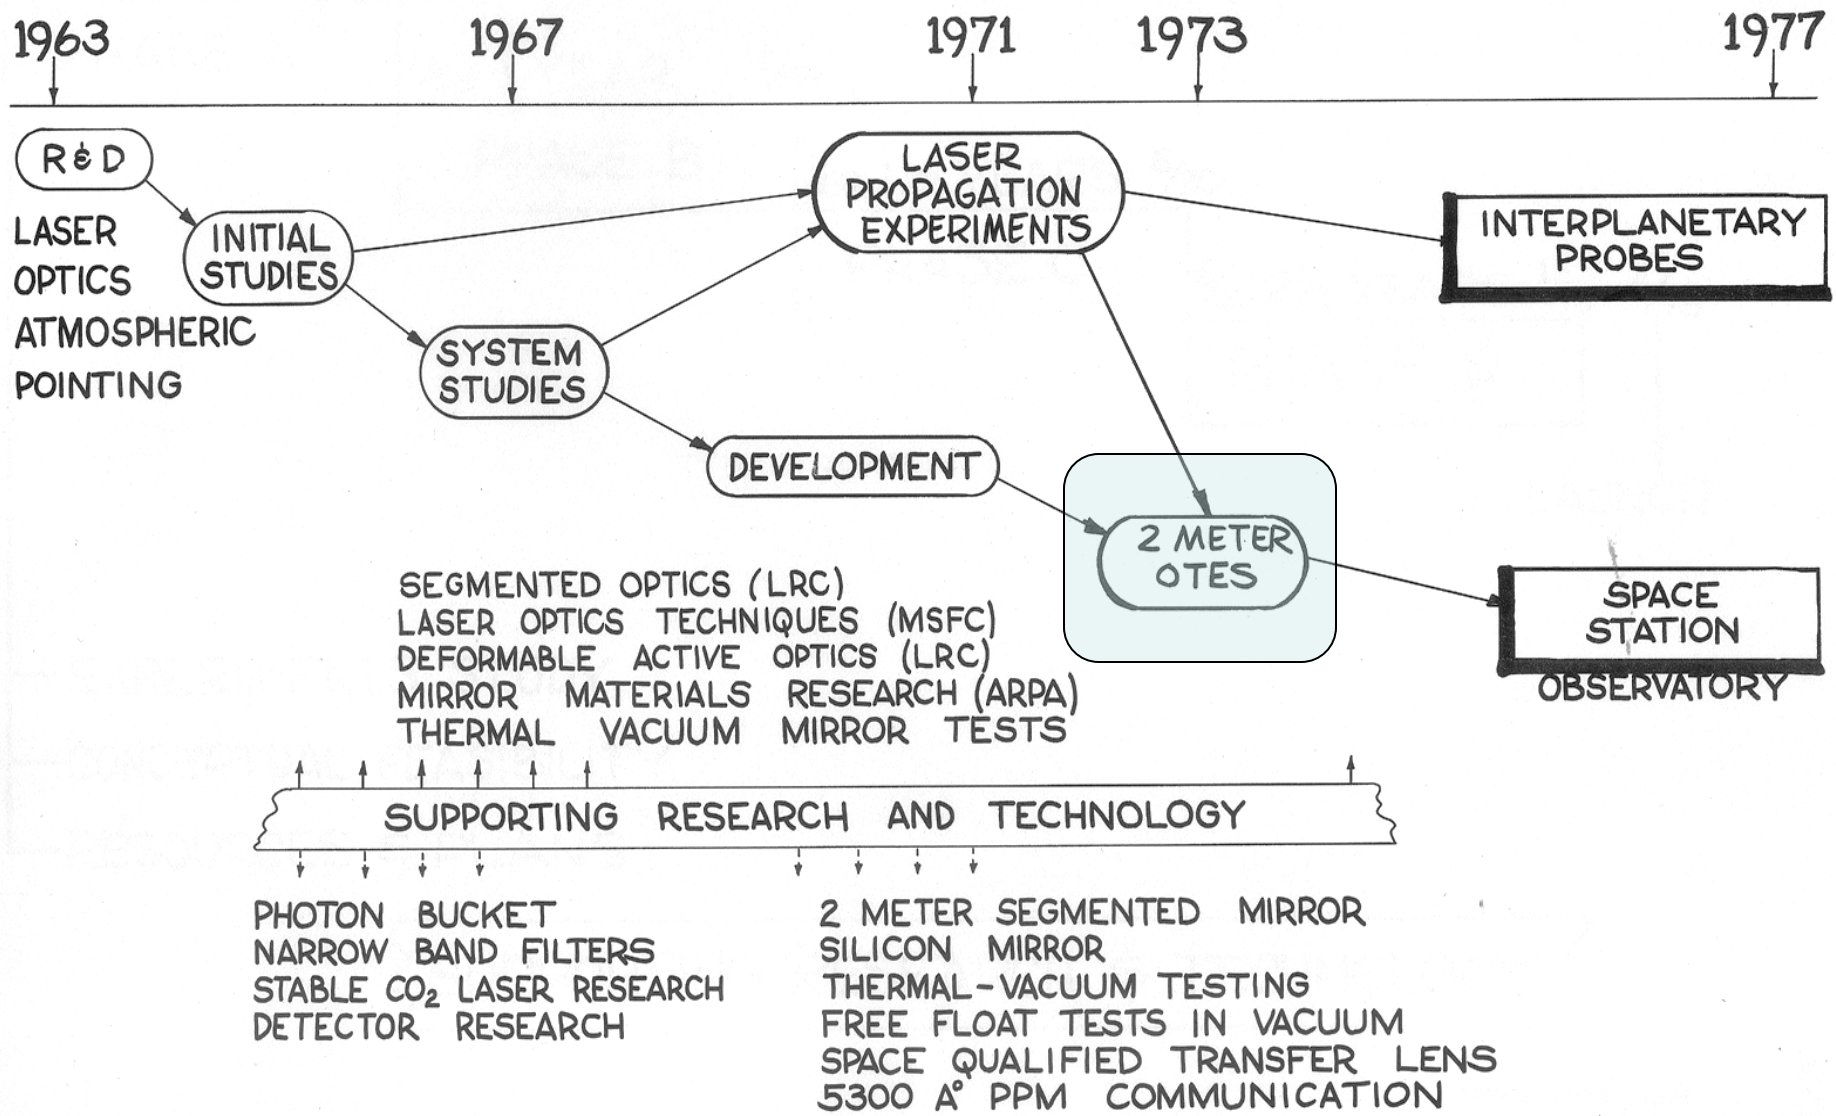 1963 1967 1971 1973 1977
R & D
LASER
OPTICS
ATMOSPHERIC
POINTING
INITIAL
STUDIES
SYSTEM
STUDIES
LASER
PROPAGATION
EXPERIMENTS
DEVELOPMENT
2 METER
OTES
INTERPLANETARY
PROBES
SPACE
STATION
OBSERVATORY
SEGMENTED OPTICS (LRC)
LASER OPTICS TECHNIQUES (MSFC)
DEFORMABLE ACTIVE OPTICS (LRC)
MIRROR MATERIALS RESEARCH (ARPA)
THERMAL VACUUM MIRROR TESTS
SUPPORTING RESEARCH AND TECHNOLOGY
PHOTON BUCKET
NARROW BAND FILTERS
STABLE CO₂ LASER RESEARCH
DETECTOR RESEARCH
2 METER SEGMENTED MIRROR
SILICON MIRROR
THERMAL-VACUUM TESTING
FREE FLOAT TESTS IN VACUUM
SPACE QUALIFIED TRANSFER LENS
5300 A° PPM COMMUNICATION